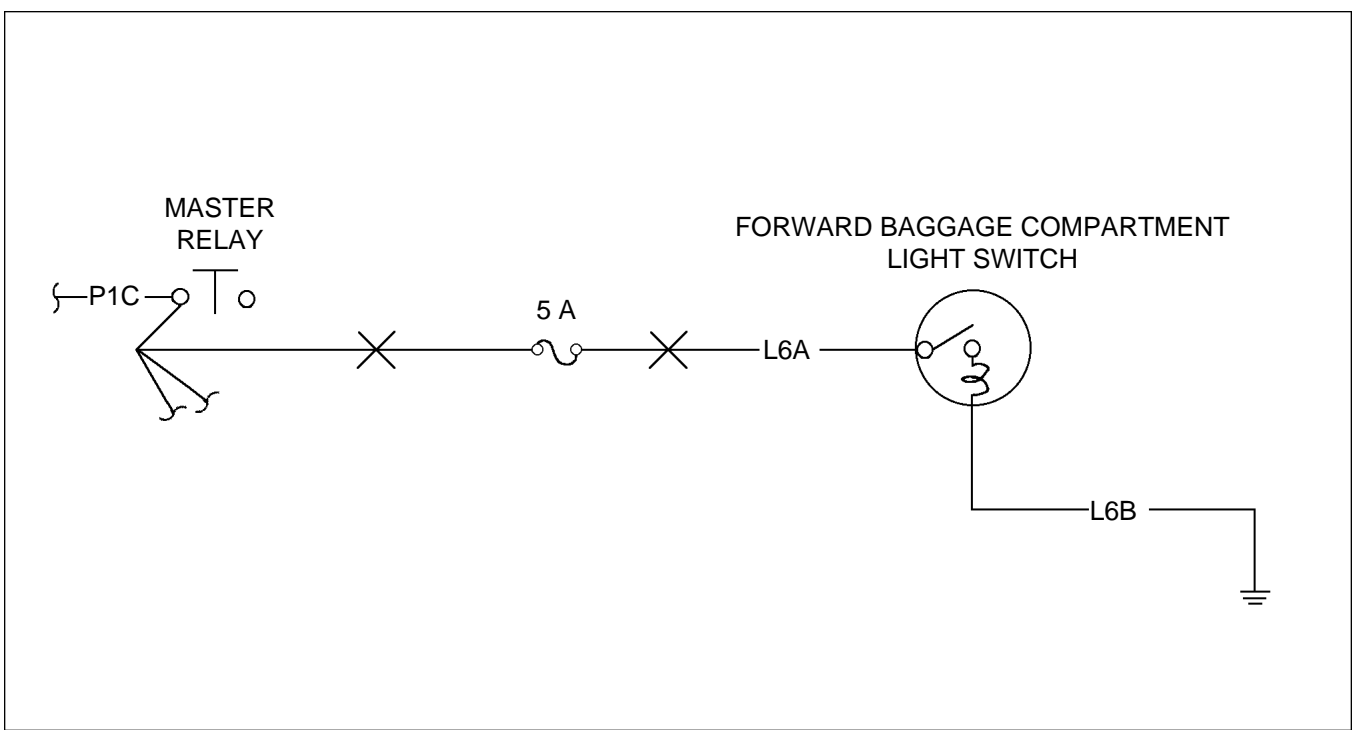 MASTER
RELAY
P1C
5 A
L6A
FORWARD BAGGAGE COMPARTMENT
LIGHT SWITCH
L6B